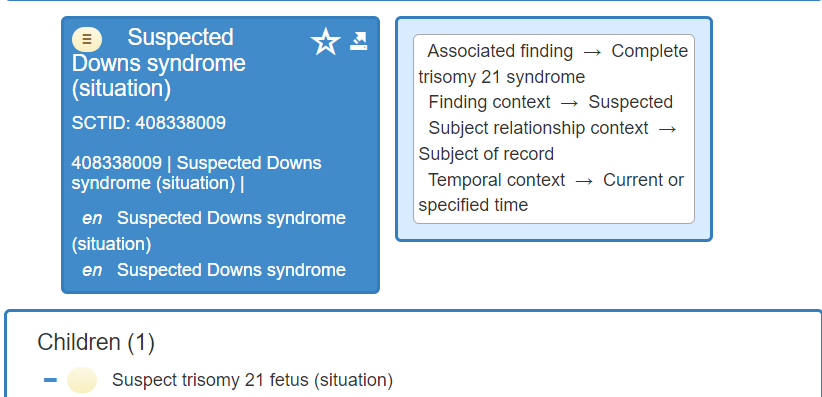 Suspected
Downs syndrome
(situation)
SCTID: 408338009
408338009 | Suspected Downs
syndrome (situation) |
en Suspected Downs syndrome
(situation)
en Suspected Downs syndrome
Associated finding → Complete
trisomy 21 syndrome
Finding context → Suspected
Subject relationship context →
Subject of record
Temporal context → Current or
specified time
Children (1)
Suspect trisomy 21 fetus (situation)